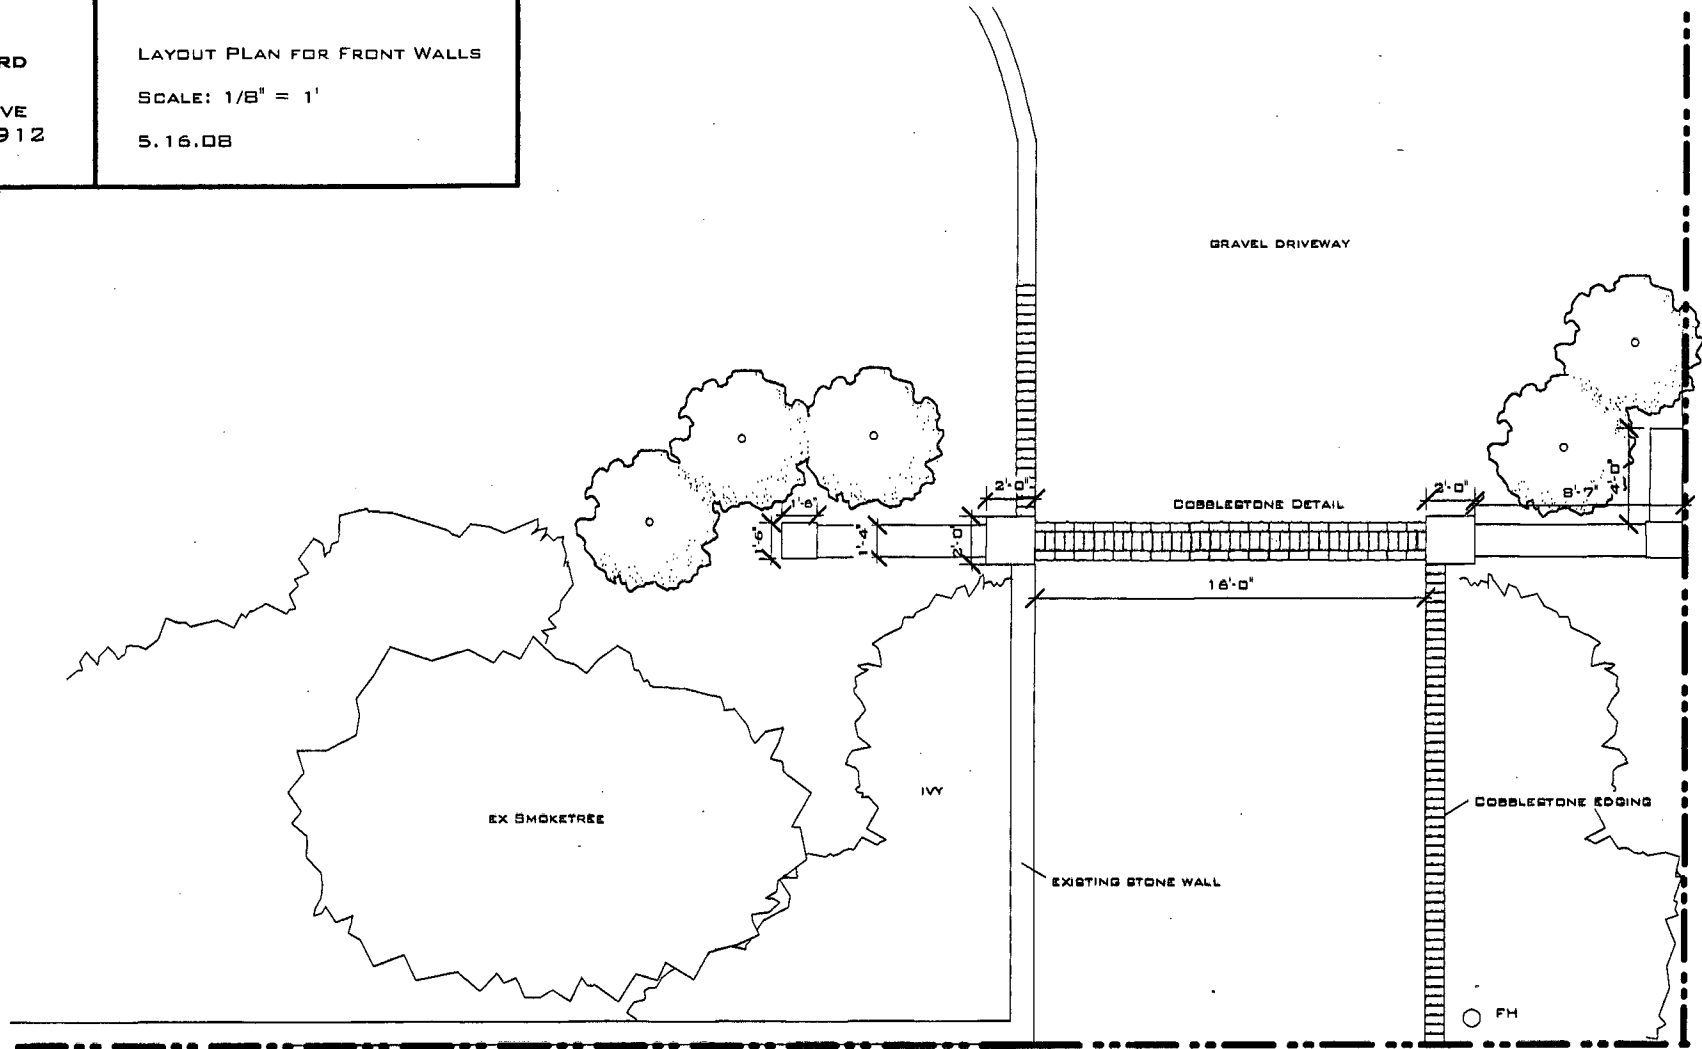 RD
VE
912
LAYOUT PLAN FOR FRONT WALLS
SCALE: 1/8" = 1'
5.16.08
GRAVEL DRIVEWAY
2'-0"
COBBLESTONE DETAIL
2'-0"
8'-7"
4'-0"
1'-6"
1'-6"
1'-4"
2'-0"
16'-0"
IVY
EX SMOKETREE
COBBLESTONE EDGING
EXISTING STONE WALL
FH